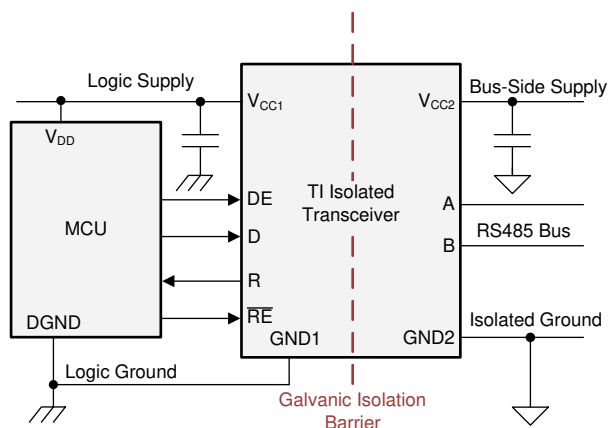 Logic Supply
Bus-Side Supply
VCC1
VCC2
VDD
MCU
DE
D
R
RE
TI Isolated
Transceiver
A
B
RS485 Bus
DGND
GND1
GND2
Isolated Ground
Logic Ground
Galvanic Isolation
Barrier